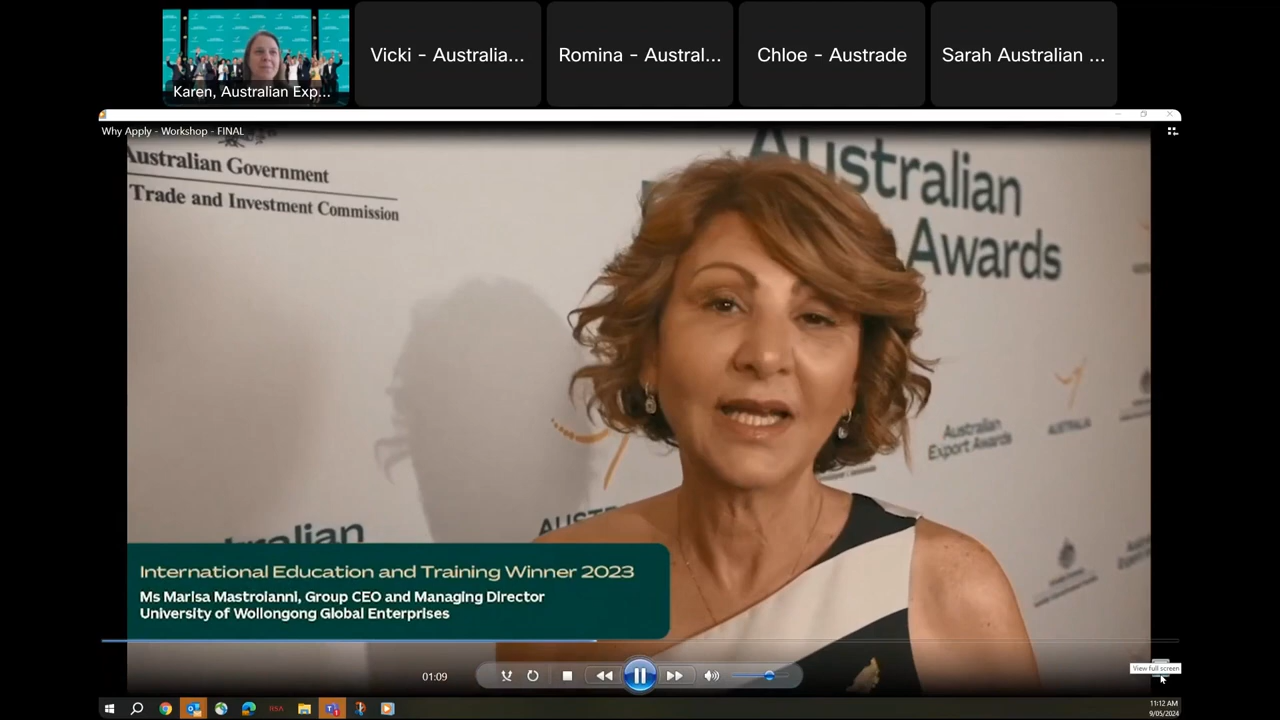 Karen, Australian Exp...
Vicki - Australia...
Romina - Austral...
Chloe - Austrade
Sarah Australian ...
Why Apply - Workshop - FINAL
Australian Government
Trade and Investment Commission
Australian
Awards
Australian
Export Awards
AUSTRALIA
International Education and Training Winner 2023
Ms Marisa Mastroianni, Group CEO and Managing Director
University of Wollongong Global Enterprises
01:09
View full screen
RBA
11:12 AM
9/05/2024